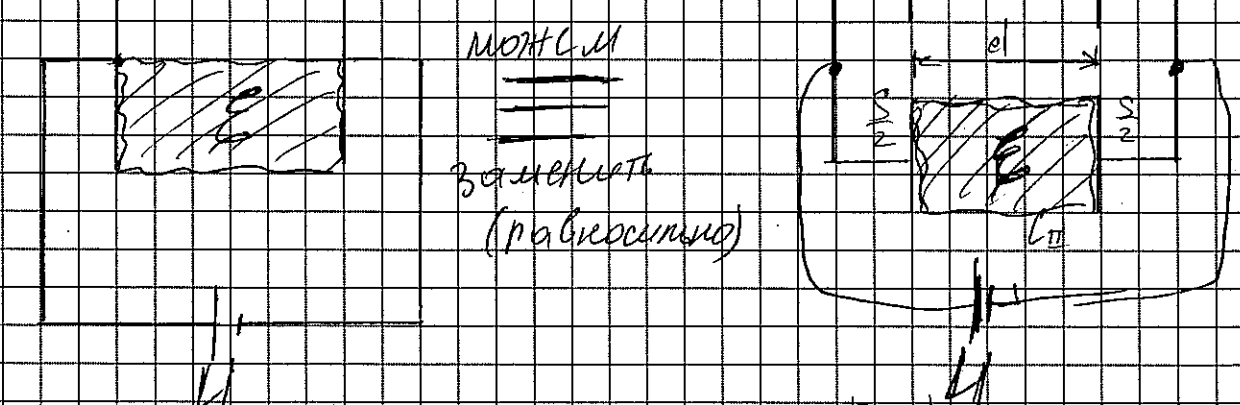 можем
заменить
(равносильно)
ε
U
d
S/2
S/2
ε
C_II
U